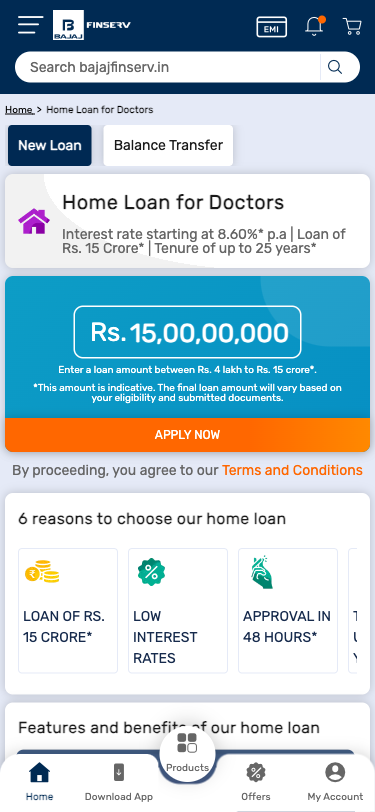 B
BAJAJ
FINSERV
EMI
Search bajajfinserv.in
Home > Home Loan for Doctors
New Loan
Balance Transfer
Home Loan for Doctors
Interest rate starting at 8.60%* p.a | Loan of
Rs. 15 Crore* | Tenure of up to 25 years*
Rs. 15,00,00,000
Enter a loan amount between Rs. 4 lakh to Rs. 15 crore*.
*This amount is indicative. The final loan amount will vary based on
your eligibility and submitted documents.
APPLY NOW
By proceeding, you agree to our Terms and Conditions
6 reasons to choose our home loan
LOAN OF RS.
15 CRORE*
LOW
INTEREST
RATES
APPROVAL IN
48 HOURS*
Features and benefits of our home loan
Products
Home
Download App
Offers
My Account